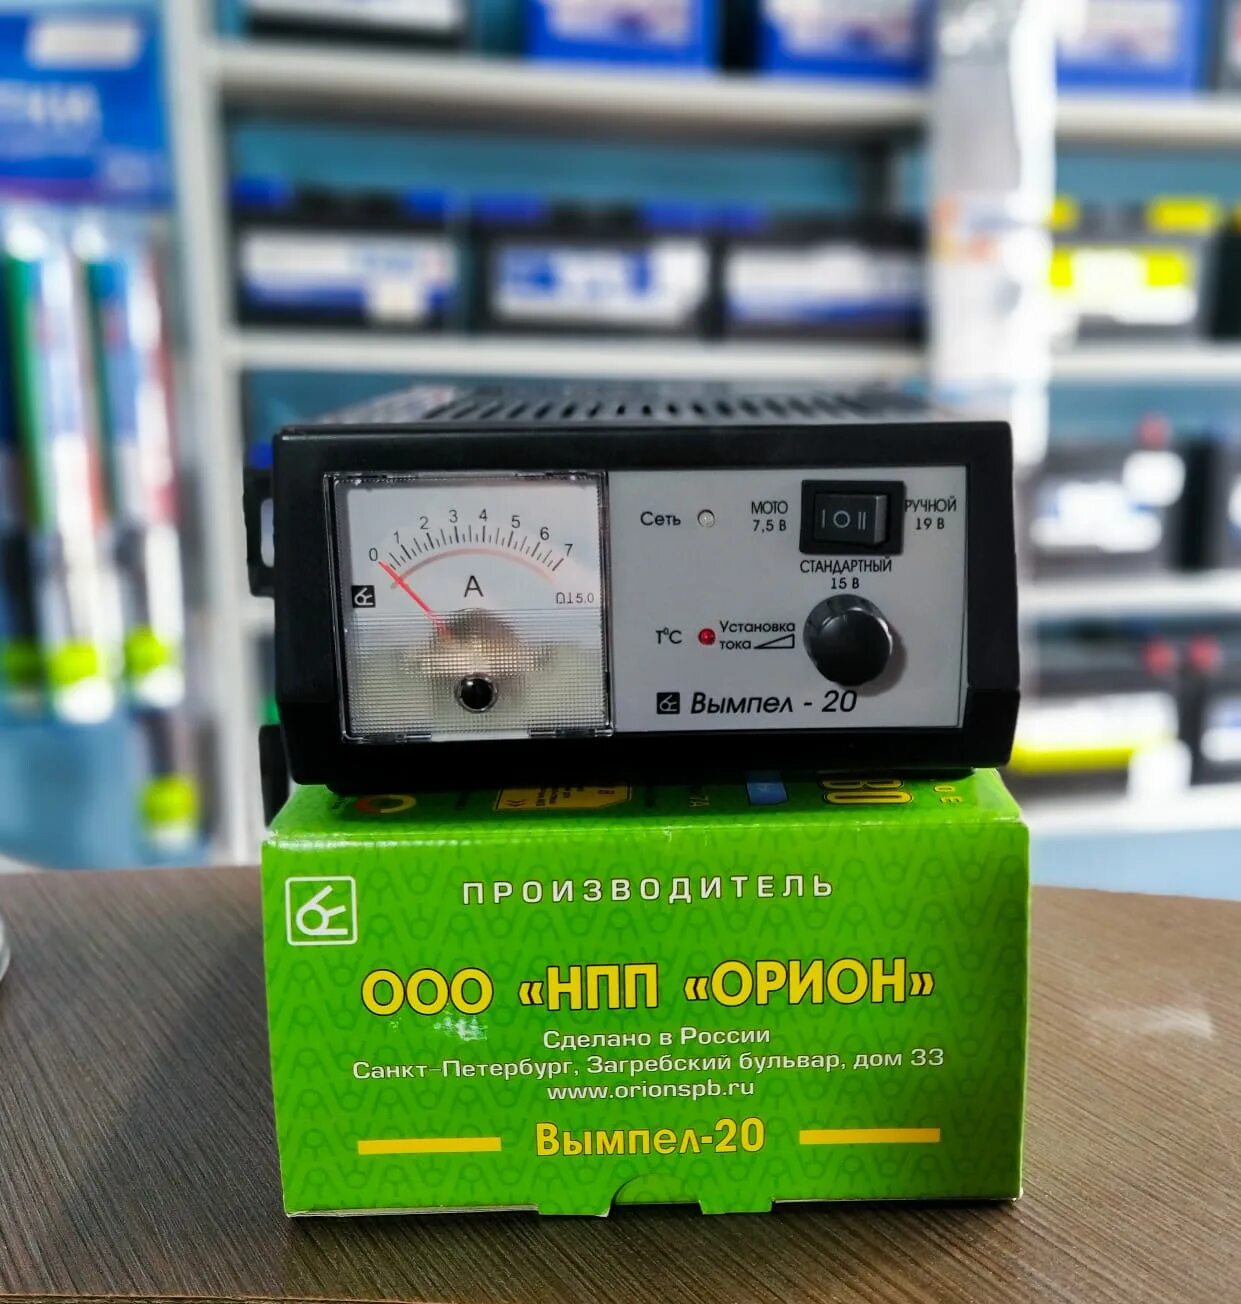 0 1 2 3 4 5 6 7
A
5.0
Сеть
МОТО
7,5 В
I O II
РУЧНОЙ
19 В
СТАНДАРТНЫЙ
15 В
T°C
Установка
тока
Вымпел - 20
ПРОИЗВОДИТЕЛЬ
ООО «НПП «ОРИОН»
Сделано в России
Санкт-Петербург, Загребский бульвар, дом 33
www.orionspb.ru
Вымпел-20